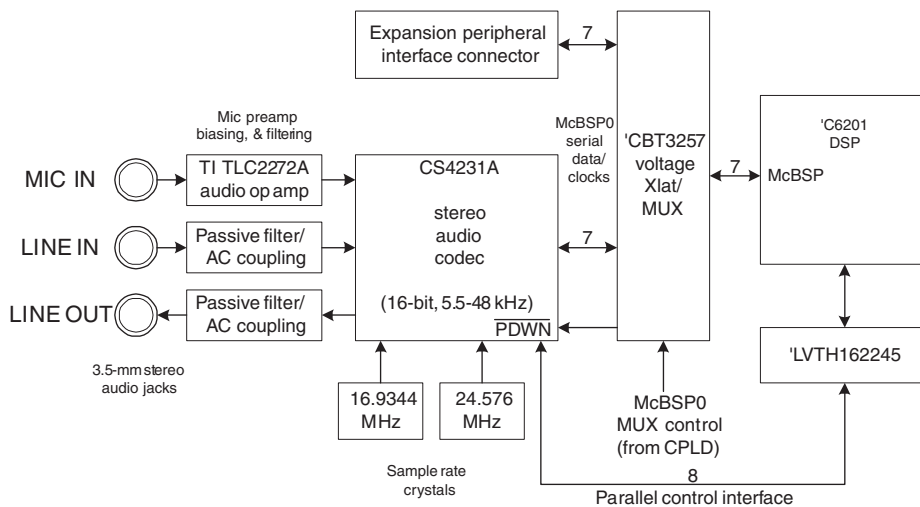 Expansion peripheral
interface connector
7
Mic preamp
biasing, & filtering
McBSP0
serial
data/
clocks
'CBT3257
voltage
Xlat/
MUX
'C6201
DSP
McBSP
7
MIC IN
TI TLC2272A
audio op amp
CS4231A
stereo
audio
codec
(16-bit, 5.5-48 kHz)
PDWN
7
LINE IN
Passive filter/
AC coupling
LINE OUT
Passive filter/
AC coupling
3.5-mm stereo
audio jacks
16.9344
MHz
24.576
MHz
Sample rate
crystals
McBSP0
MUX control
(from CPLD)
'LVTH162245
8
Parallel control interface